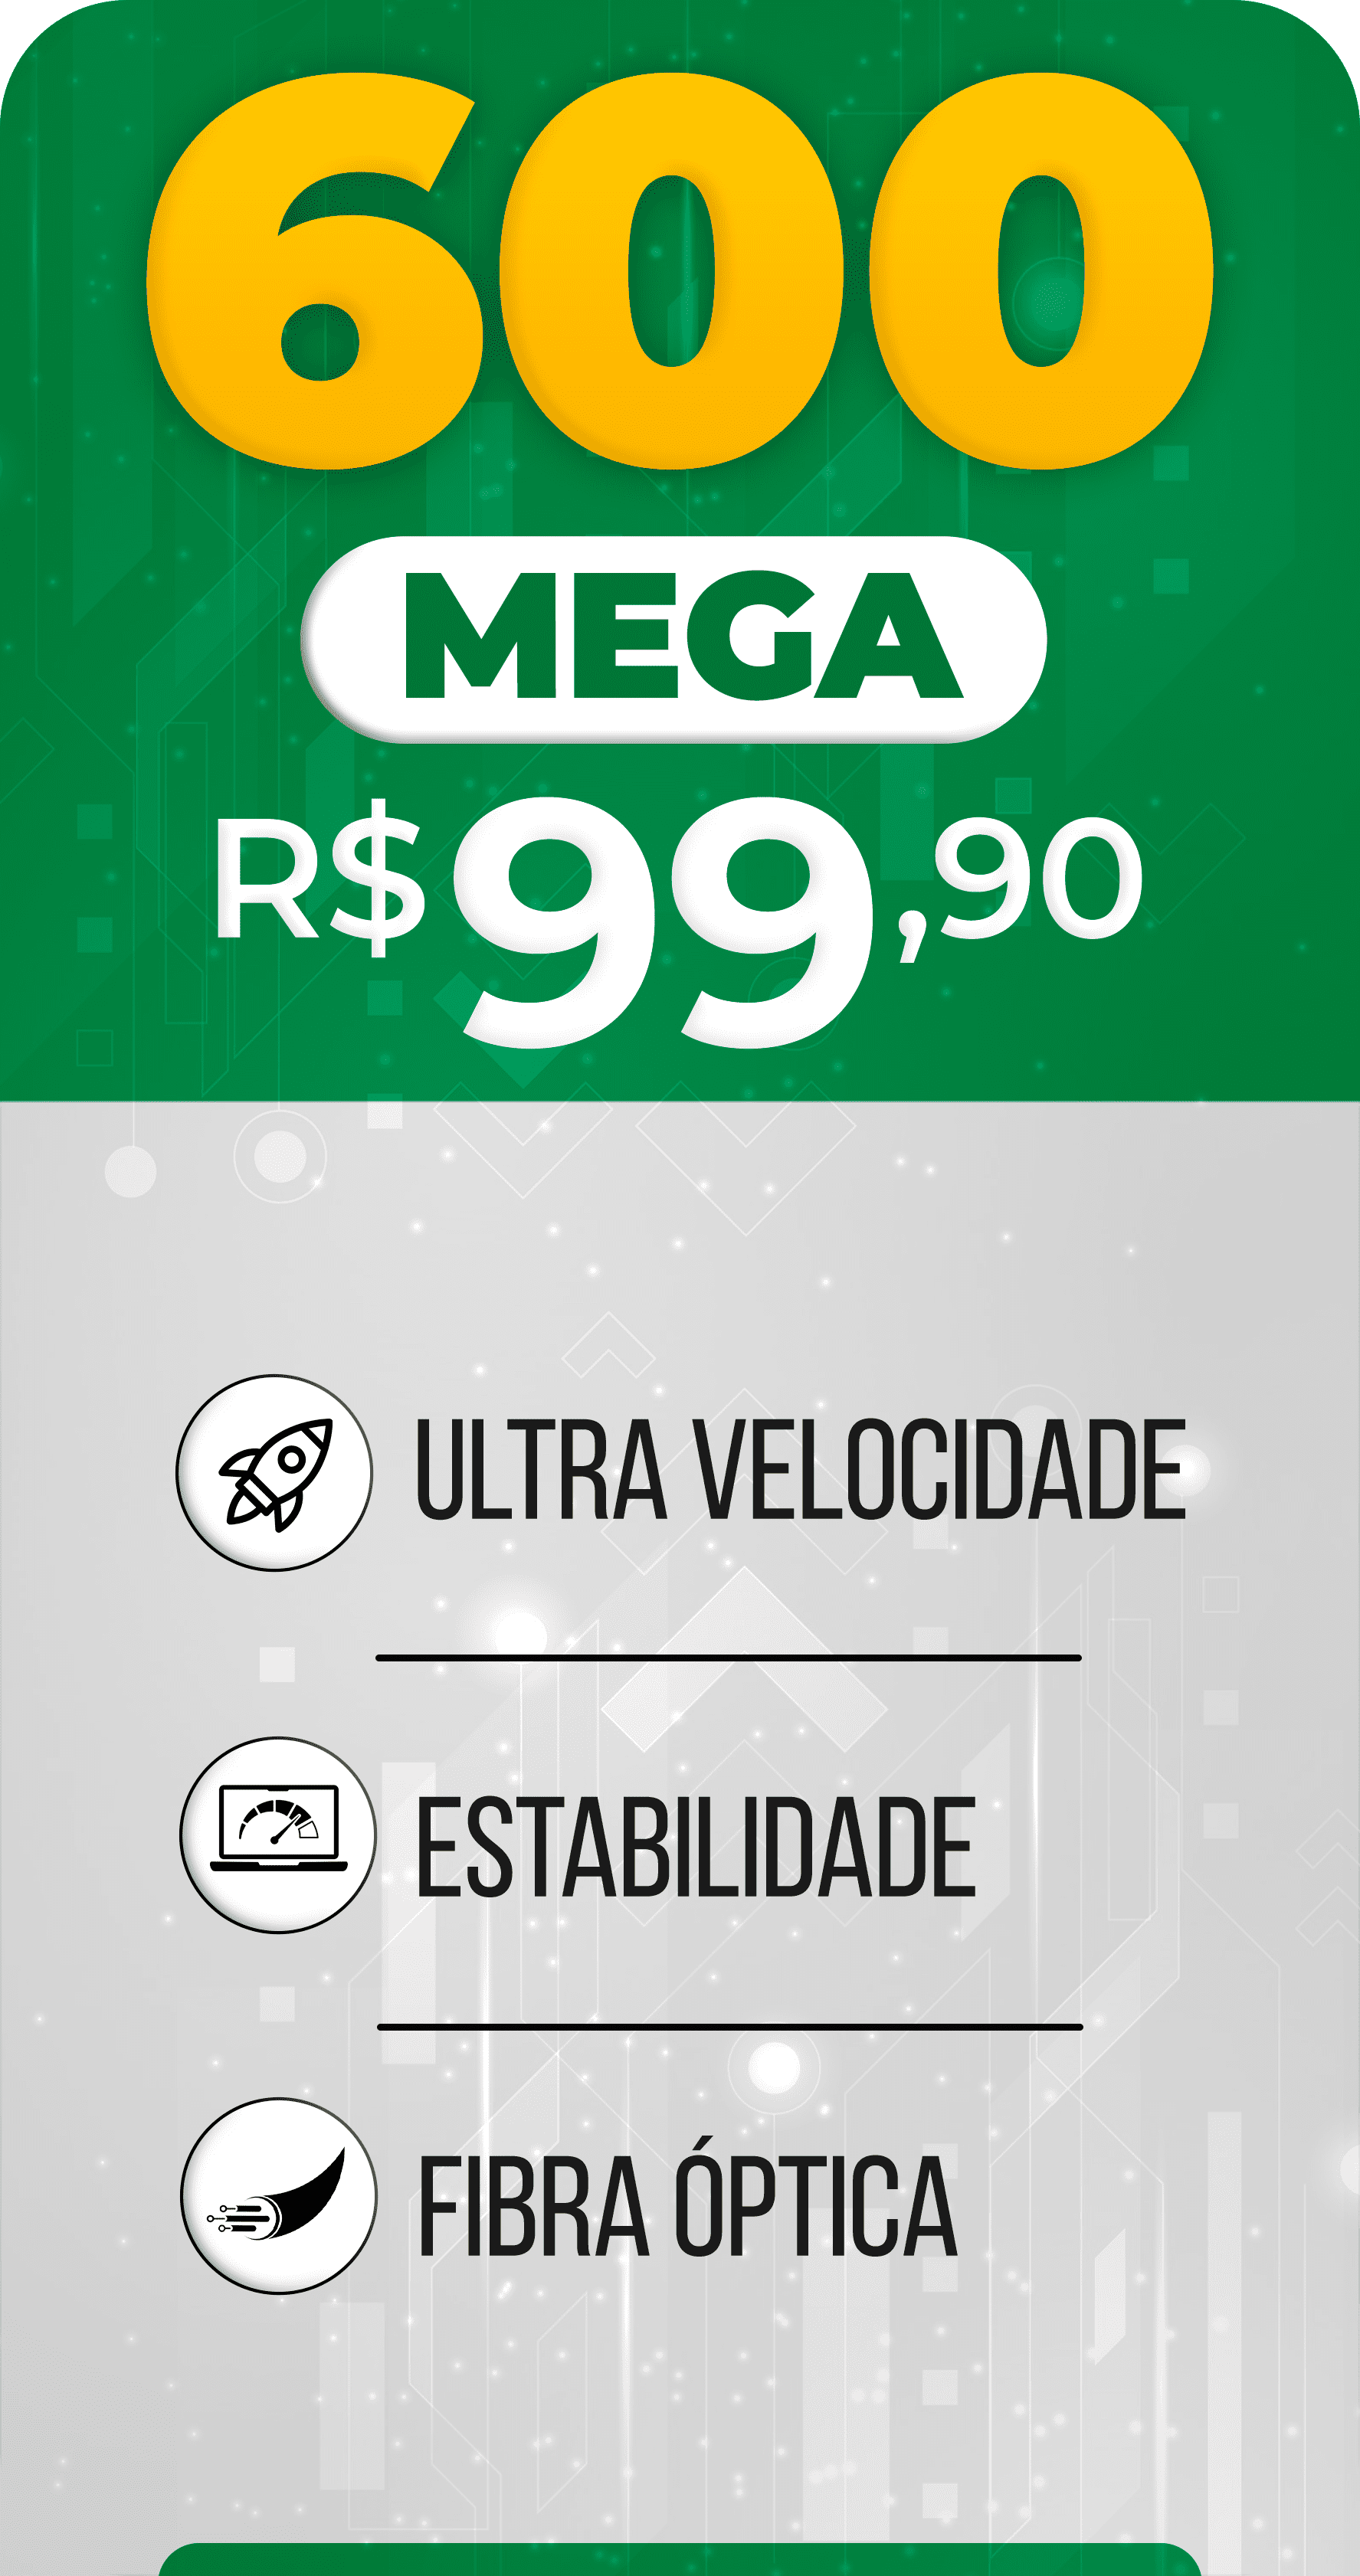 600
MEGA
R$99,90
ULTRA VELOCIDADE
ESTABILIDADE
FIBRA ÓPTICA